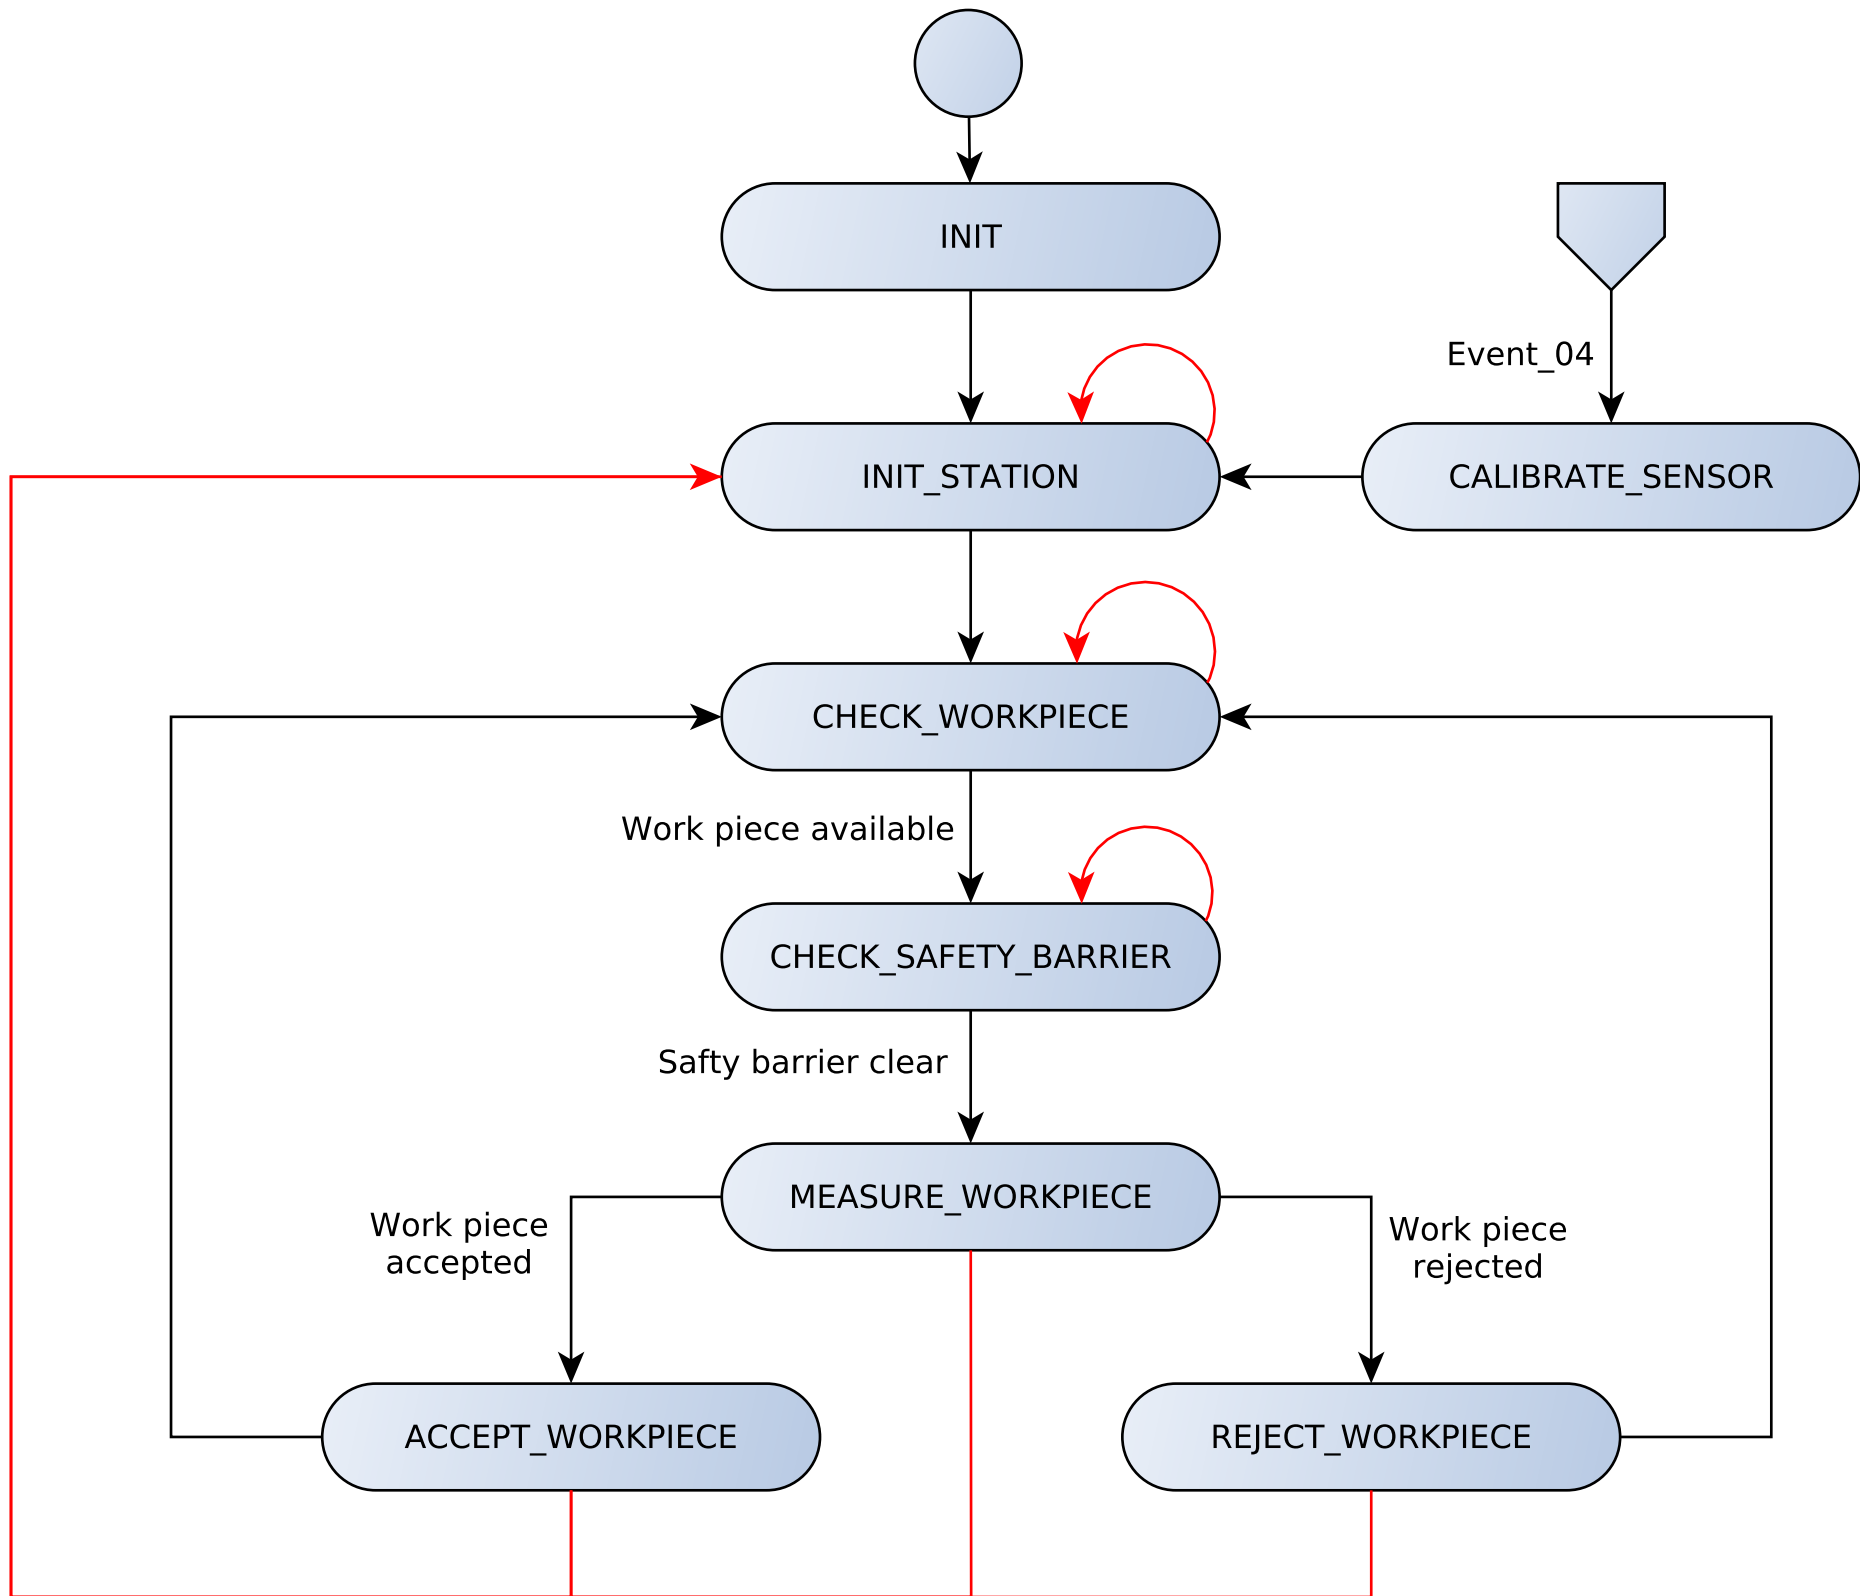 INIT
Event_04
INIT_STATION
CALIBRATE_SENSOR
CHECK_WORKPIECE
Work piece available
CHECK_SAFETY_BARRIER
Safty barrier clear
MEASURE_WORKPIECE
Work piece
accepted
Work piece
rejected
ACCEPT_WORKPIECE
REJECT_WORKPIECE